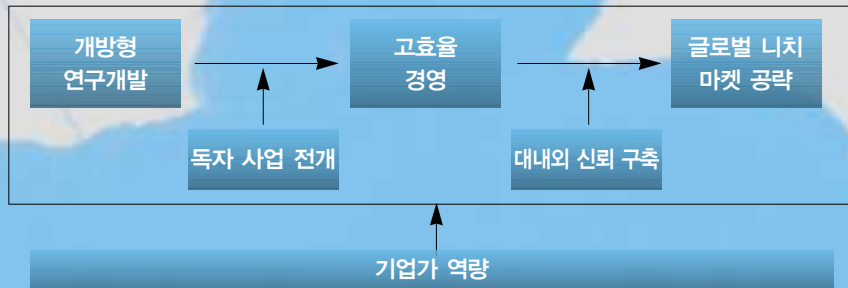 개방형
연구개발
고효율
경영
글로벌 니치
마켓 공략
독자 사업 전개
대내외 신뢰 구축
기업가 역량